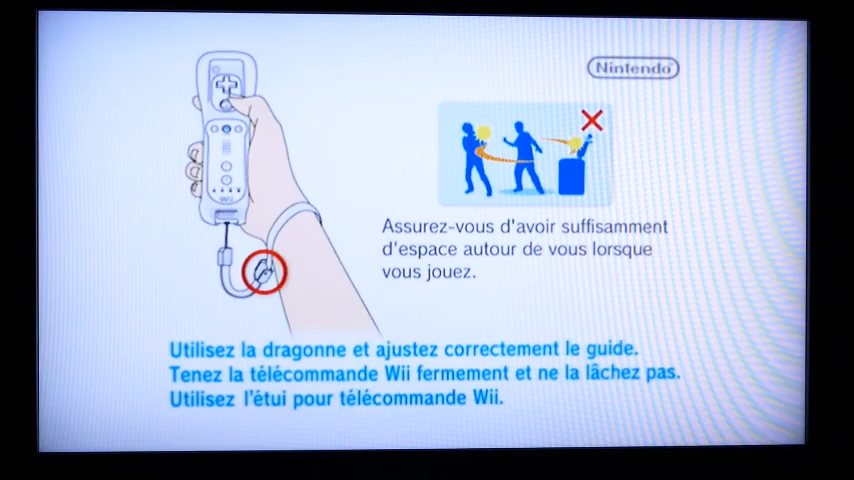 Nintendo
Wii
Assurez-vous d'avoir suffisamment
d'espace autour de vous lorsque
vous jouez.
Utilisez la dragonne et ajustez correctement le guide.
Tenez la télécommande Wii fermement et ne la lâchez pas.
Utilisez l'étui pour télécommande Wii.